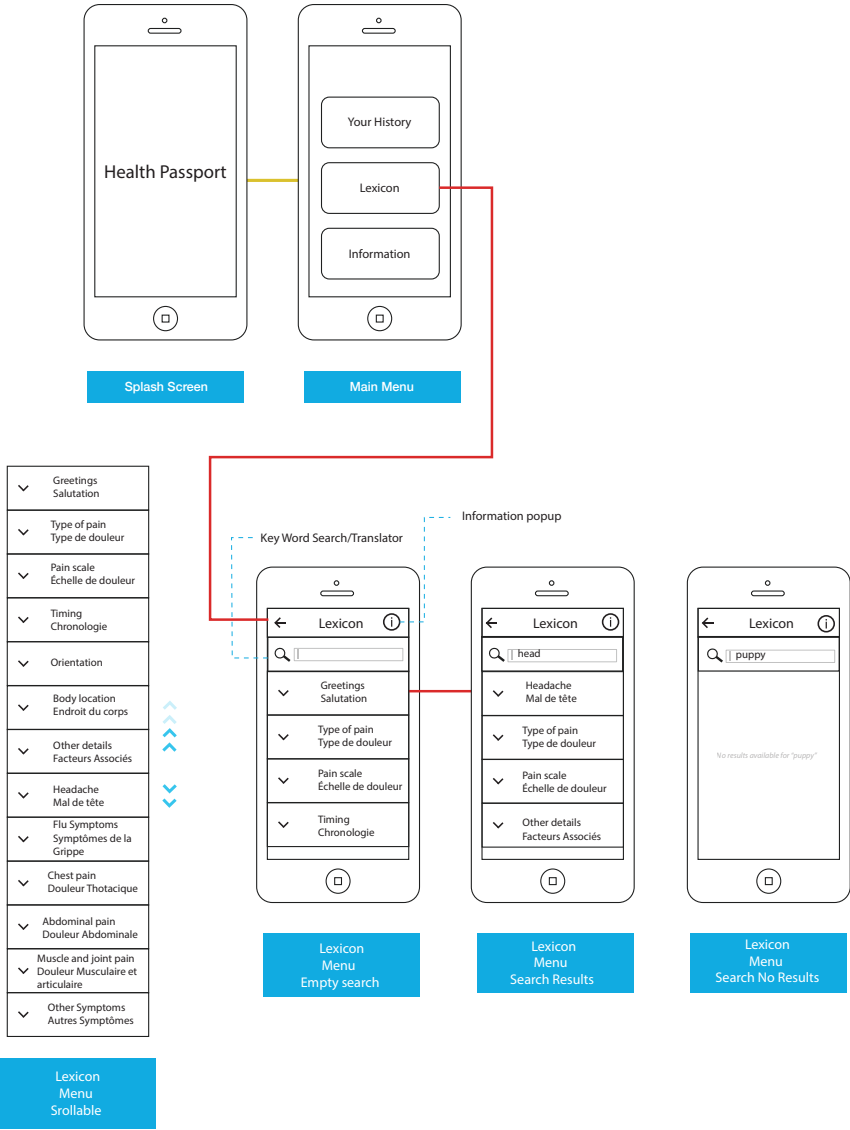 Health Passport
Your History
Lexicon
Information
Splash Screen
Main Menu
Greetings
Salutation
Type of pain
Type de douleur
Pain scale
Échelle de douleur
Timing
Chronologie
Orientation
Body location
Endroit du corps
Other details
Facteurs Associés
Headache
Mal de tête
Flu Symptoms
Symptômes de la
Grippe
Chest pain
Douleur Thotacique
Abdominal pain
Douleur Abdominale
Muscle and joint pain
Douleur Musculaire et
articulaire
Other Symptoms
Autres Symptômes
Lexicon
Menu
Srollable
Key Word Search/Translator
Information popup
Lexicon
i
Greetings
Salutation
Type of pain
Type de douleur
Pain scale
Échelle de douleur
Timing
Chronologie
Lexicon
Menu
Empty search
Lexicon
i
head
Headache
Mal de tête
Type of pain
Type de douleur
Pain scale
Échelle de douleur
Other details
Facteurs Associés
Lexicon
Menu
Search Results
Lexicon
i
puppy
No results available for "puppy"
Lexicon
Menu
Search No Results